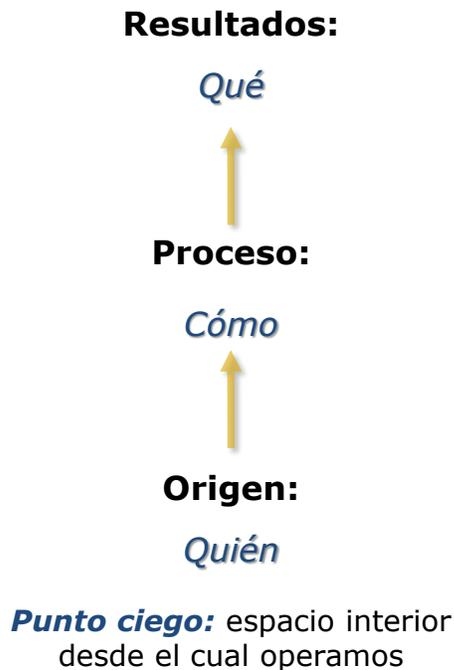 Resultados:
Qué
Proceso:
Cómo
Origen:
Quién
Punto ciego: espacio interior
desde el cual operamos